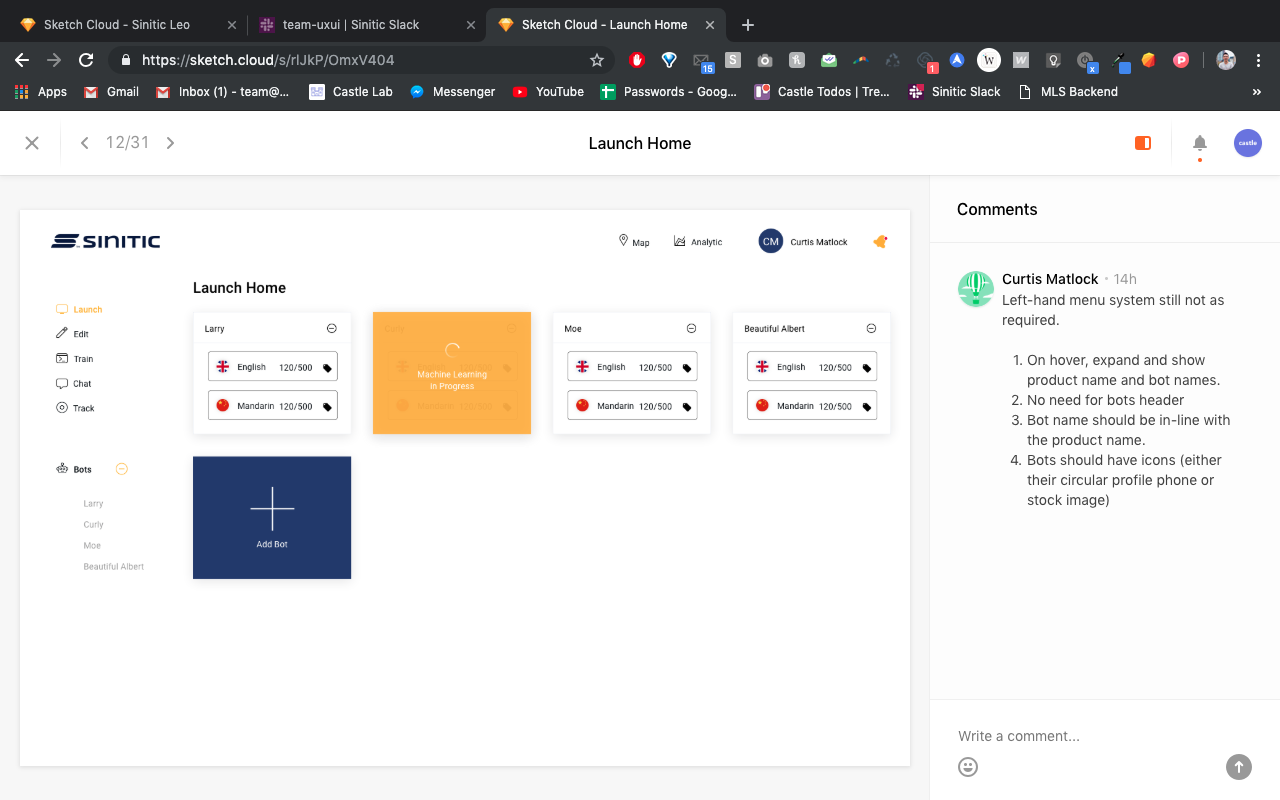 Sketch Cloud - Sinitic Leo
team-uxui | Sinitic Slack
Sketch Cloud - Launch Home
https://sketch.cloud/s/rlJkP/OmxV404
15
S
W
W
1
x
P
Apps
Gmail
Inbox (1) - team@...
Castle Lab
Messenger
YouTube
Passwords - Goog...
Castle Todos | Tre...
Sinitic Slack
MLS Backend
»
12/31
Launch Home
castle
SINITIC
Map
Analytic
CM
Curtis Matlock
Launch
Edit
Train
Chat
Track
Bots
Larry
Curly
Moe
Beautiful Albert
Launch Home
Larry
English 120/500
Mandarin 120/500
Curly
Machine Learning
in Progress
Moe
English 120/500
Mandarin 120/500
Beautiful Albert
English 120/500
Mandarin 120/500
Add Bot
Comments
Curtis Matlock · 14h
Left-hand menu system still not as
required.
1. On hover, expand and show
product name and bot names.
2. No need for bots header
3. Bot name should be in-line with
the product name.
4. Bots should have icons (either
their circular profile phone or
stock image)
Write a comment...